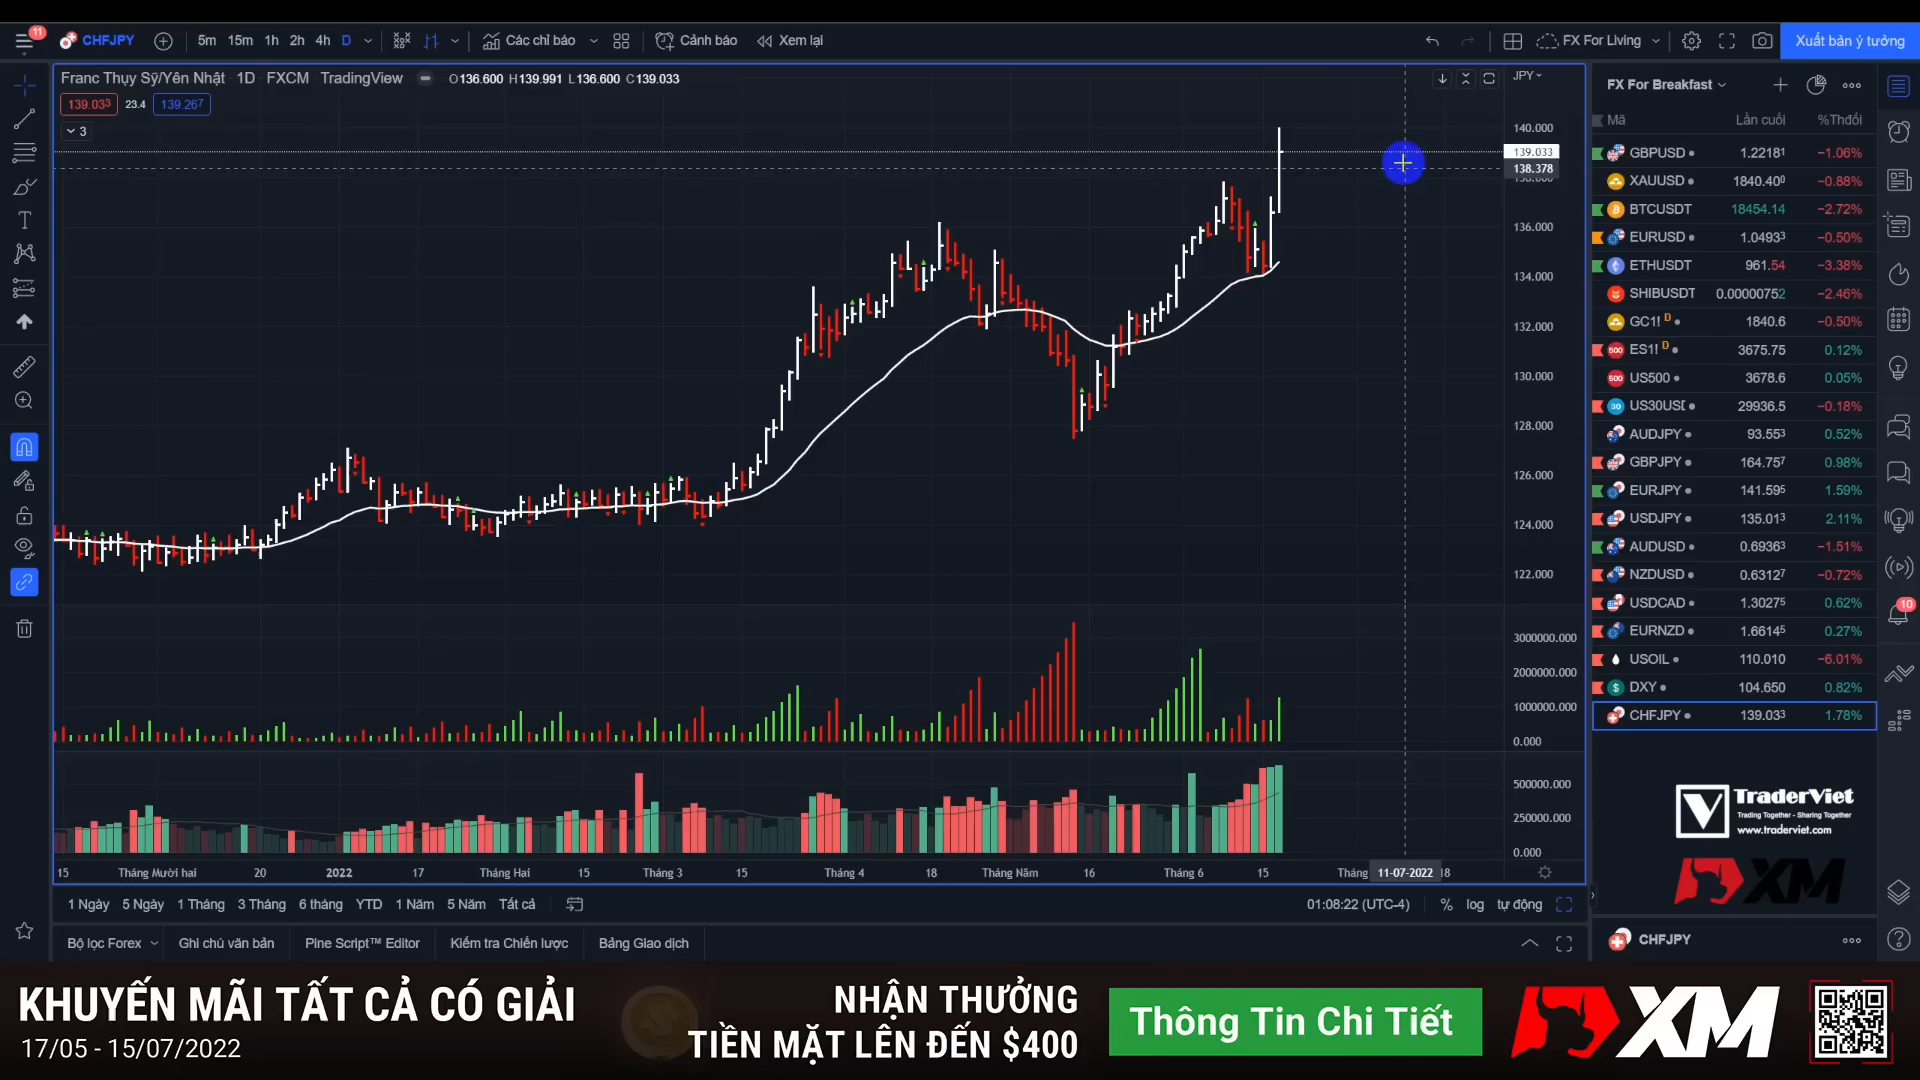 11
CHFJPY
5m 15m 1h 2h 4h D
Các chỉ báo
Cảnh báo
Xem lại
FX For Living
Xuất bản ý tưởng
Franc Thụy Sỹ/Yên Nhật 1D FXCM TradingView O136.600 H139.991 L136.600 C139.033
139.033 23.4 139.267
3
JPY
140.000
139.033
138.378
136.000
134.000
132.000
130.000
128.000
126.000
124.000
122.000
3000000.000
2000000.000
1000000.000
0.000
500000.000
250000.000
0.000
15 Tháng Mười hai 20 2022 17 Tháng Hai 15 Tháng 3 15 Tháng 4 18 Tháng Năm 16 Tháng 6 15 Tháng 11-07-2022 18
1 Ngày 5 Ngày 1 Tháng 3 Tháng 6 tháng YTD 1 Năm 5 Năm Tất cả
01:08:22 (UTC-4) % log tự động
Bộ lọc Forex Ghi chú văn bản Pine Script™ Editor Kiểm tra Chiến lược Bảng Giao dịch
FX For Breakfast
Mã Lần cuối %Thđối
GBPUSD 1.22181 −1.06%
XAUUSD 1840.400 −0.88%
BTCUSDT 18454.14 −2.72%
EURUSD 1.04933 −0.50%
ETHUSDT 961.54 −3.38%
SHIBUSDT 0.00000752 −2.46%
GC1! D 1840.6 −0.50%
500 ES1! D 3675.75 0.12%
500 US500 3678.6 0.05%
30 US30USD 29936.5 −0.18%
AUDJPY 93.553 0.52%
GBPJPY 164.757 0.98%
EURJPY 141.595 1.59%
USDJPY 135.013 2.11%
AUDUSD 0.69363 −1.51%
NZDUSD 0.63127 −0.72%
USDCAD 1.30275 0.62%
EURNZD 1.66145 0.27%
USOIL 110.010 −6.01%
DXY 104.650 0.82%
CHFJPY 139.033 1.78%
10
TraderViet
Trading Together - Sharing Together
www.traderviet.com
XM
CHFJPY
KHUYẾN MÃI TẤT CẢ CÓ GIẢI
17/05 - 15/07/2022
NHẬN THƯỞNG
TIỀN MẶT LÊN ĐẾN $400
Thông Tin Chi Tiết
XM